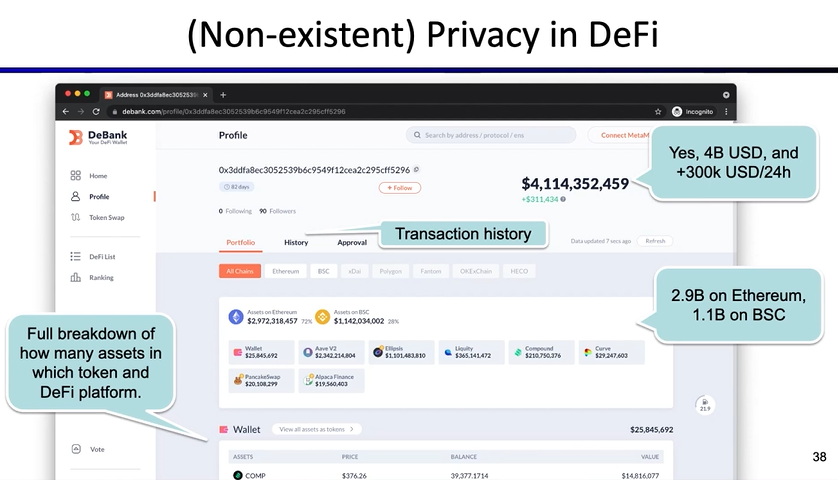 (Non-existent) Privacy in DeFi
Address 0x3ddfa8ec3052539
debank.com/profile/0x3ddfa8ec3052539b6c9549f12cea2c295cff5296
Incognito
DeBank
Your DeFi Wallet
Home
Profile
Token Swap
DeFi List
Ranking
Vote
Profile
Search by address / protocol / ens
Connect MetaM
0x3ddfa8ec3052539b6c9549f12cea2c295cff5296
82 days
+ Follow
0 Following 90 Followers
$4,114,352,459
+$311,434
Yes, 4B USD, and
+300k USD/24h
Transaction history
Portfolio
History
Approval
Data updated 7 secs ago
Refresh
All Chains
Ethereum
BSC
xDai
Polygon
Fantom
OKExChain
HECO
Assets on Ethereum
$2,972,318,457 72%
Assets on BSC
$1,142,034,002 28%
2.9B on Ethereum,
1.1B on BSC
Wallet
$25,845,692
Aave V2
$2,342,214,804
Ellipsis
$1,101,483,810
Liquity
$365,141,472
Compound
$210,750,376
Curve
$29,247,603
PancakeSwap
$20,108,299
Alpaca Finance
$19,560,403
Full breakdown of
how many assets in
which token and
DeFi platform.
21.9
Wallet
View all assets as tokens
$25,845,692
ASSETS PRICE BALANCE VALUE
COMP $376.26 39,377.1714 $14,816,077
38